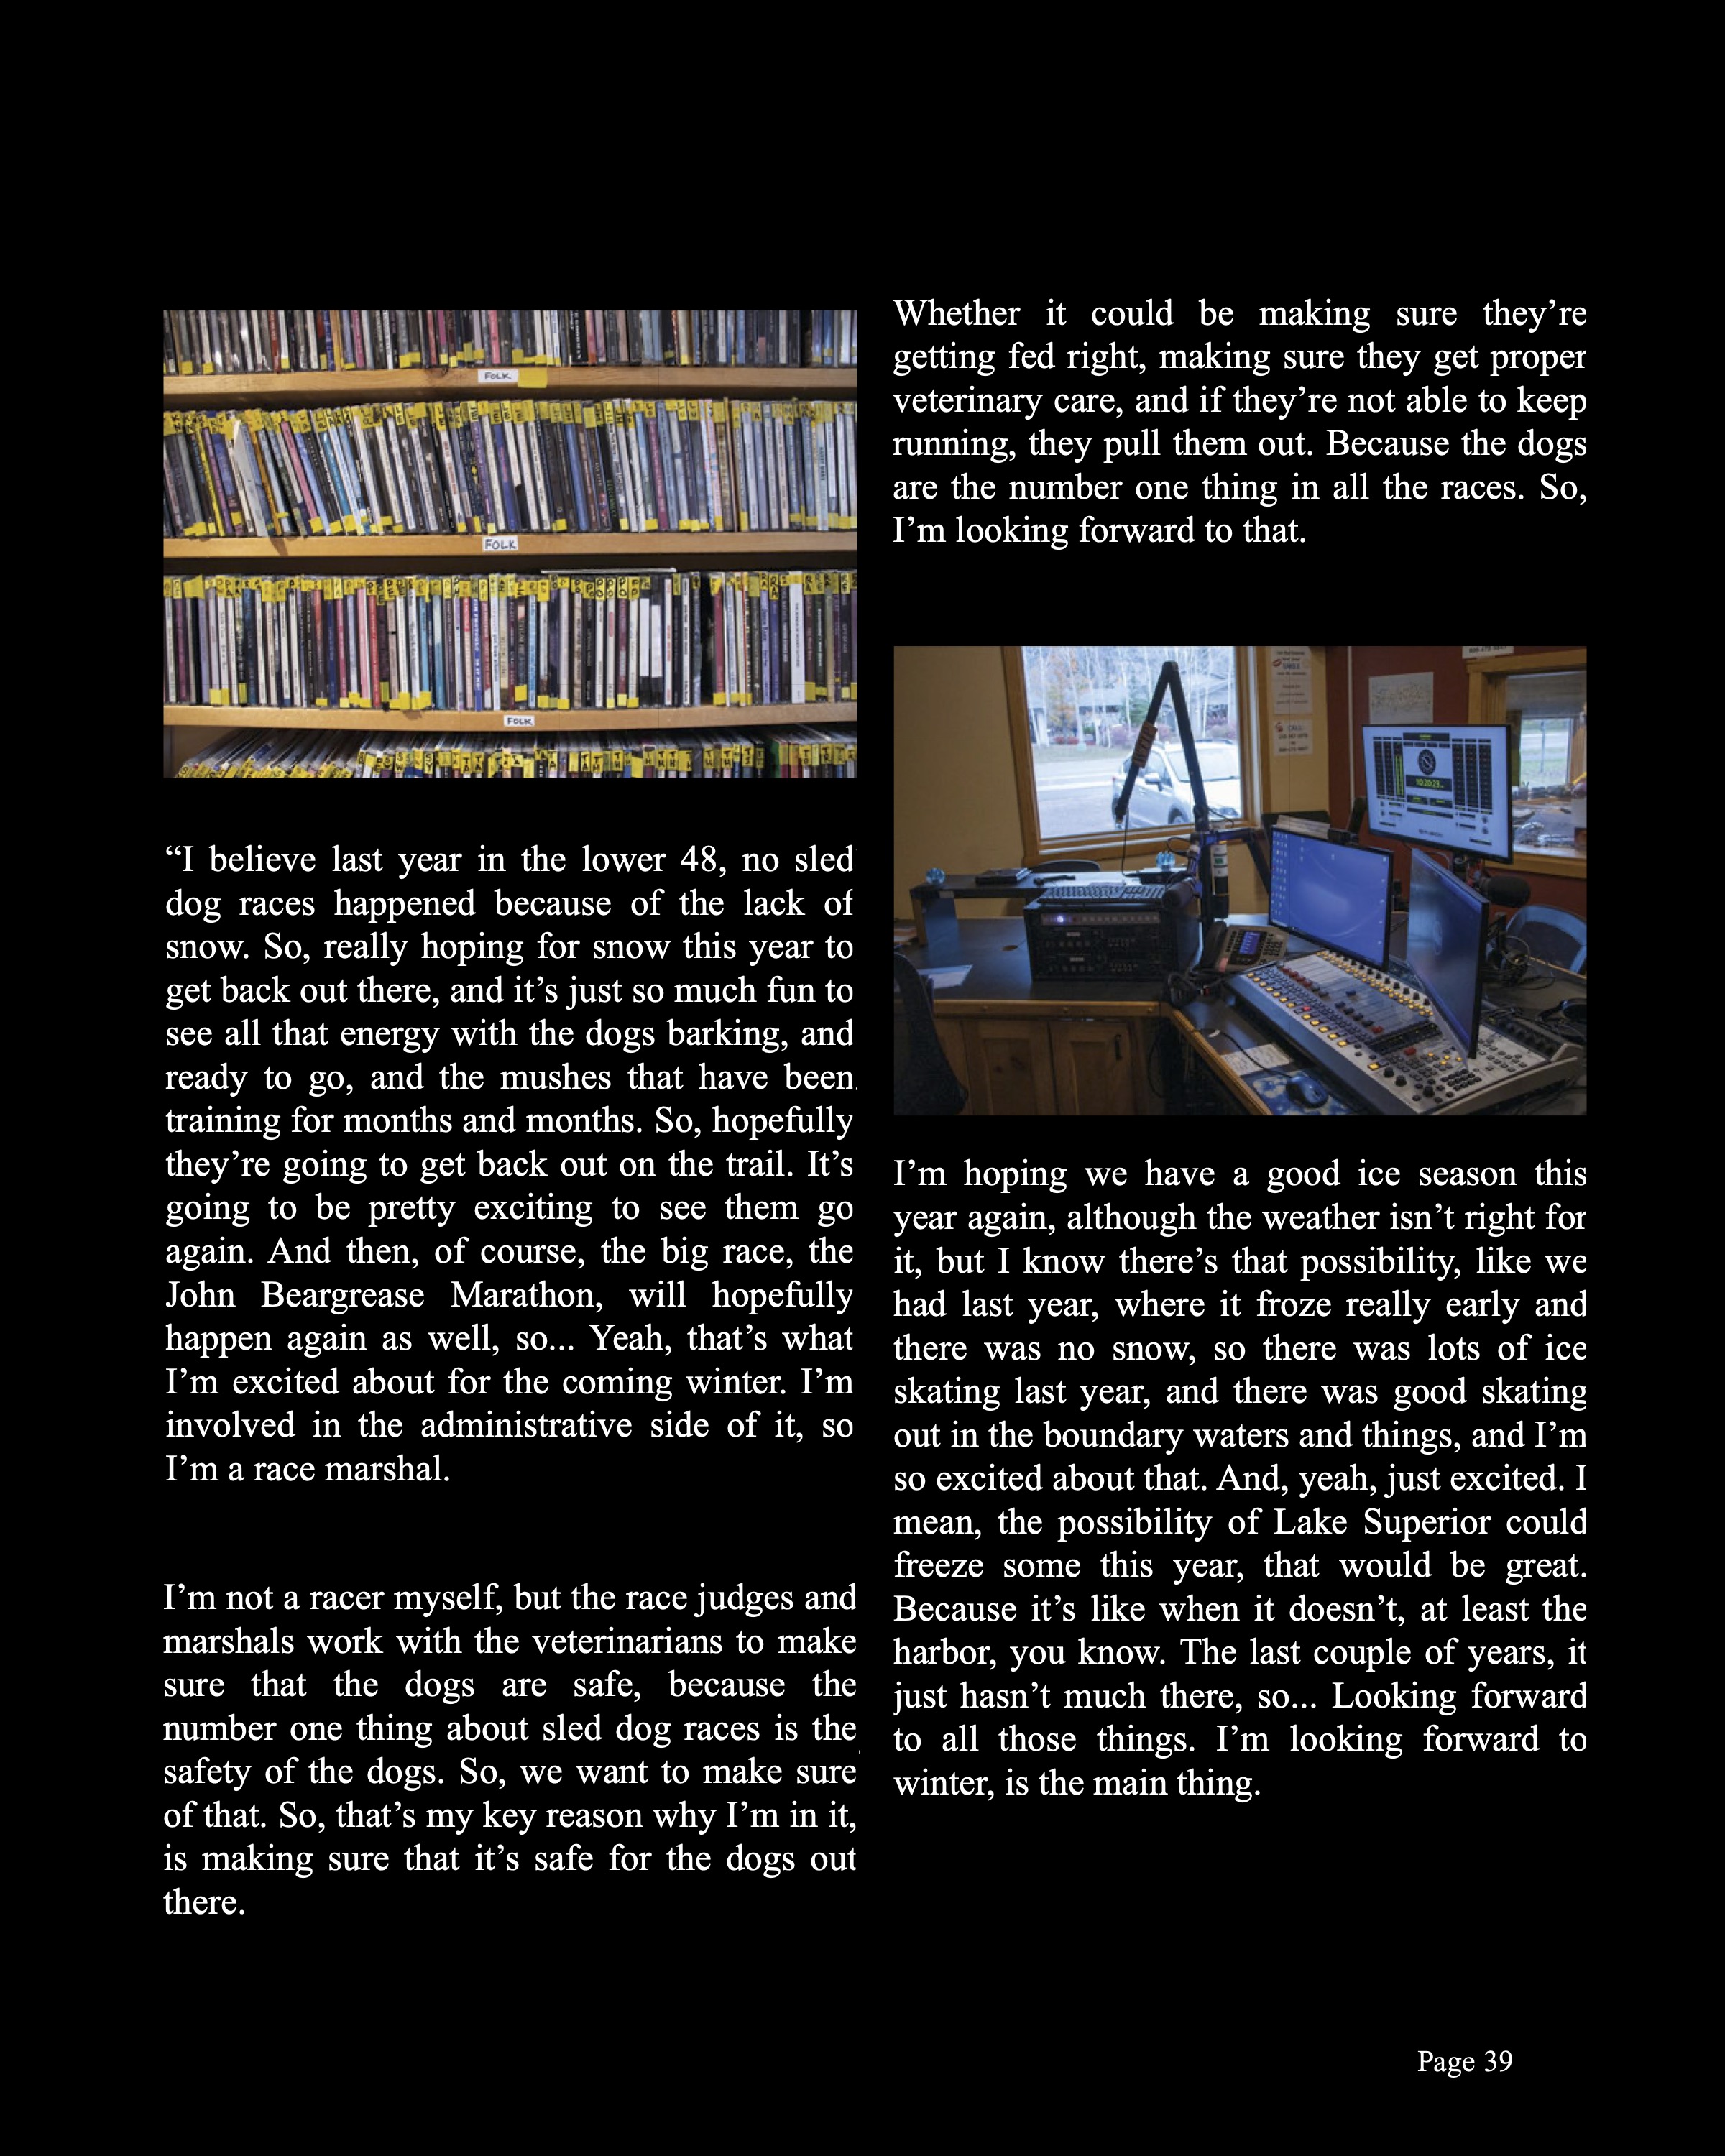 FOLK
FOLK
FOLK
“I believe last year in the lower 48, no sled
dog races happened because of the lack of
snow. So, really hoping for snow this year to
get back out there, and it’s just so much fun to
see all that energy with the dogs barking, and
ready to go, and the mushes that have been
training for months and months. So, hopefully
they’re going to get back out on the trail. It’s
going to be pretty exciting to see them go
again. And then, of course, the big race, the
John Beargrease Marathon, will hopefully
happen again as well, so... Yeah, that’s what
I’m excited about for the coming winter. I’m
involved in the administrative side of it, so
I’m a race marshal.
I’m not a racer myself, but the race judges and
marshals work with the veterinarians to make
sure that the dogs are safe, because the
number one thing about sled dog races is the
safety of the dogs. So, we want to make sure
of that. So, that’s my key reason why I’m in it,
is making sure that it’s safe for the dogs out
there.
Whether it could be making sure they’re
getting fed right, making sure they get proper
veterinary care, and if they’re not able to keep
running, they pull them out. Because the dogs
are the number one thing in all the races. So,
I’m looking forward to that.
CALL
I’m hoping we have a good ice season this
year again, although the weather isn’t right for
it, but I know there’s that possibility, like we
had last year, where it froze really early and
there was no snow, so there was lots of ice
skating last year, and there was good skating
out in the boundary waters and things, and I’m
so excited about that. And, yeah, just excited. I
mean, the possibility of Lake Superior could
freeze some this year, that would be great.
Because it’s like when it doesn’t, at least the
harbor, you know. The last couple of years, it
just hasn’t much there, so... Looking forward
to all those things. I’m looking forward to
winter, is the main thing.
Page 39